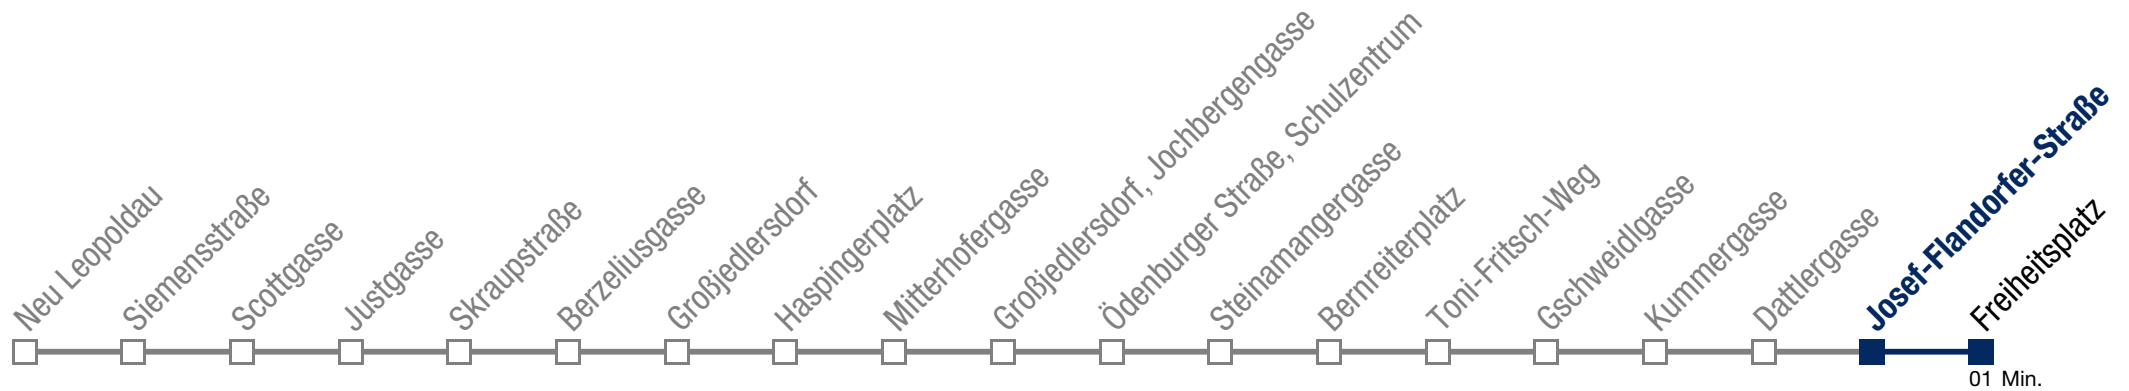 Neu Leopoldau
Siemensstraße
Scottgasse
Justgasse
Skraupstraße
Berzeliusgasse
Großjedlersdorf
Haspingerplatz
Mitterhofergasse
Großjedlersdorf, Jochbergengasse
Ödenburger Straße, Schulzentrum
Steinamangergasse
Bernreiterplatz
Toni-Fritsch-Weg
Gschweidlgasse
Kummergasse
Dattlergasse
Josef-Flandorfer-Straße
Freiheitsplatz
01 Min.